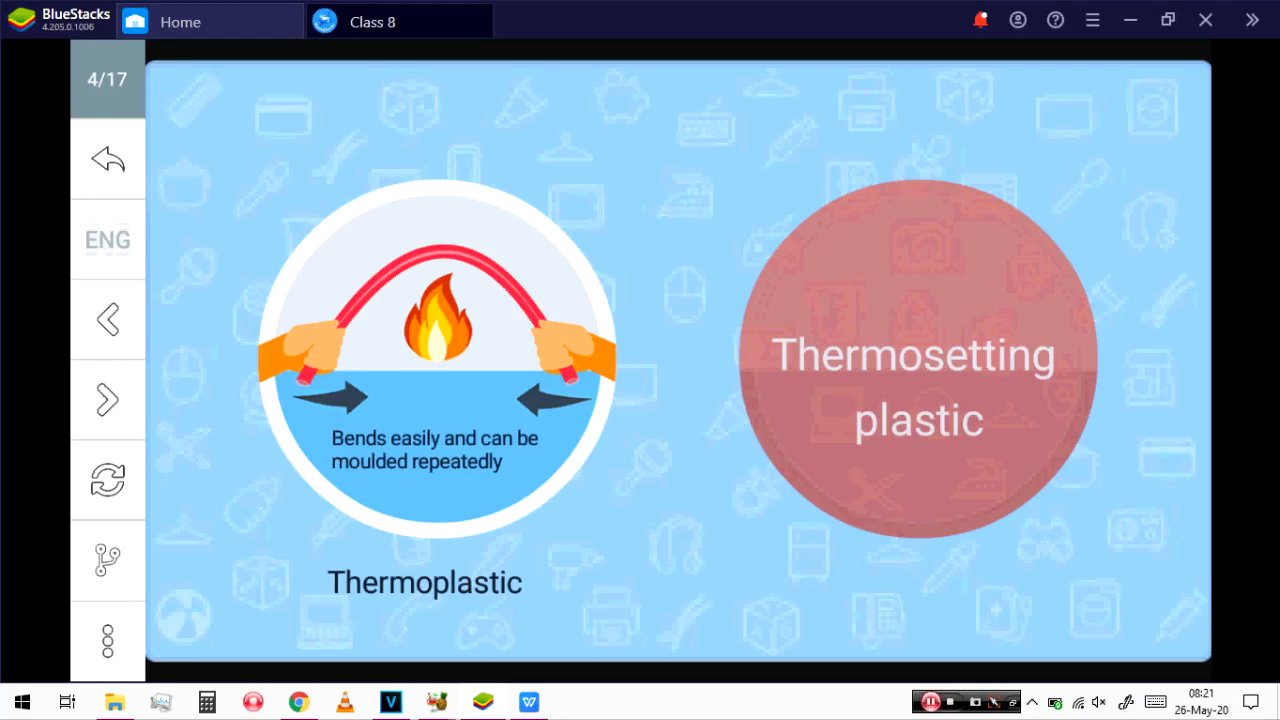 BlueStacks
4.205.0.1006
Home
Class 8
4/17
ENG
Bends easily and can be
moulded repeatedly
Thermoplastic
Thermosetting
plastic
08:21
26-May-20